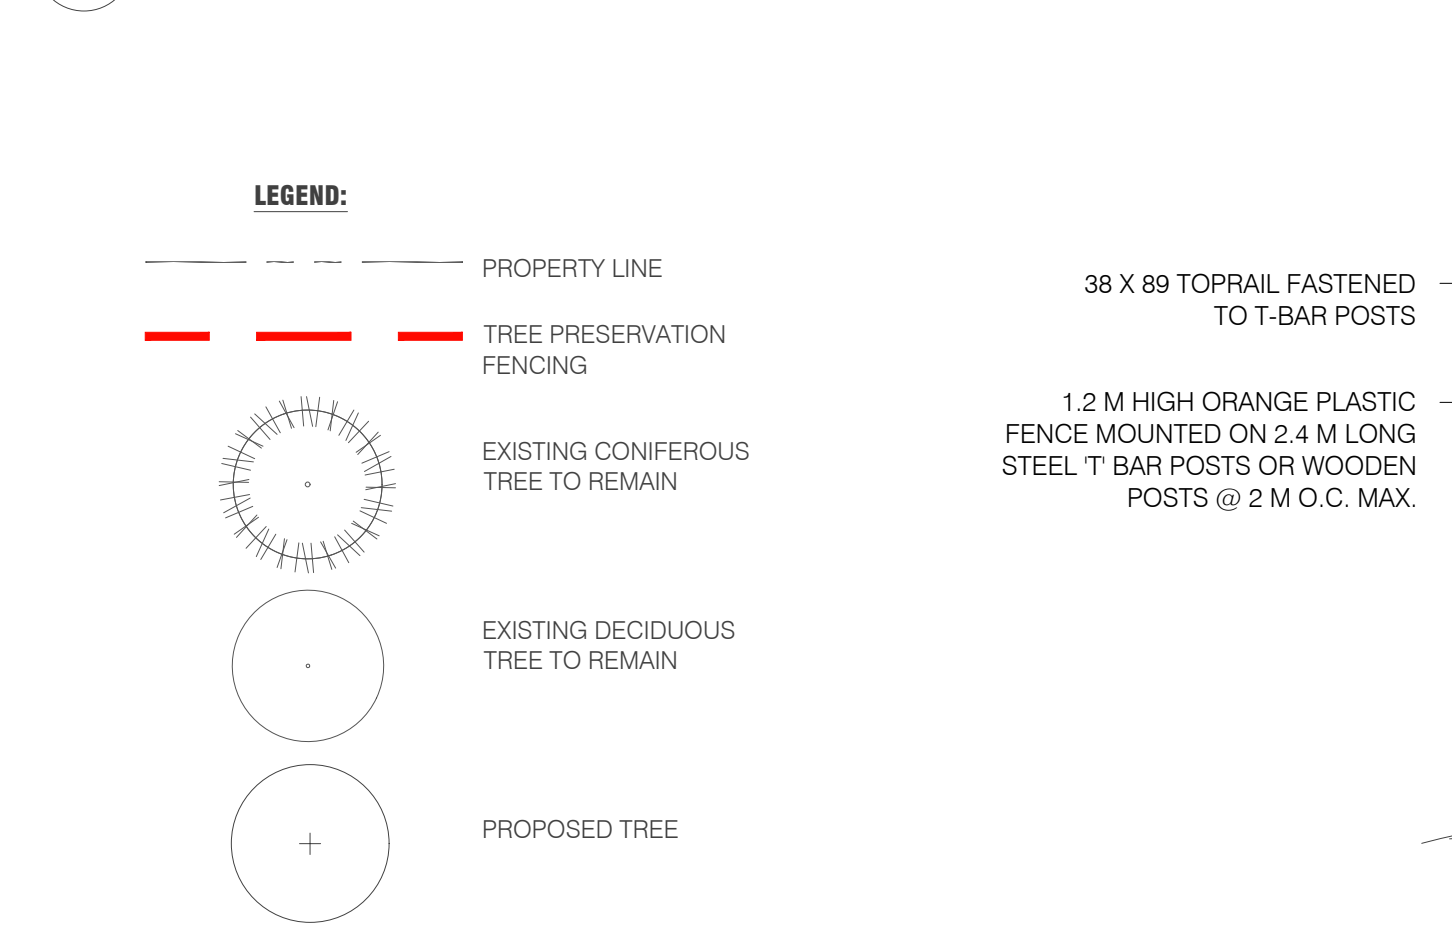 LEGEND:
PROPERTY LINE
TREE PRESERVATION
FENCING
EXISTING CONIFEROUS
TREE TO REMAIN
EXISTING DECIDUOUS
TREE TO REMAIN
PROPOSED TREE
38 X 89 TOPRAIL FASTENED
TO T-BAR POSTS
1.2 M HIGH ORANGE PLASTIC
FENCE MOUNTED ON 2.4 M LONG
STEEL 'T' BAR POSTS OR WOODEN
POSTS @ 2 M O.C. MAX.